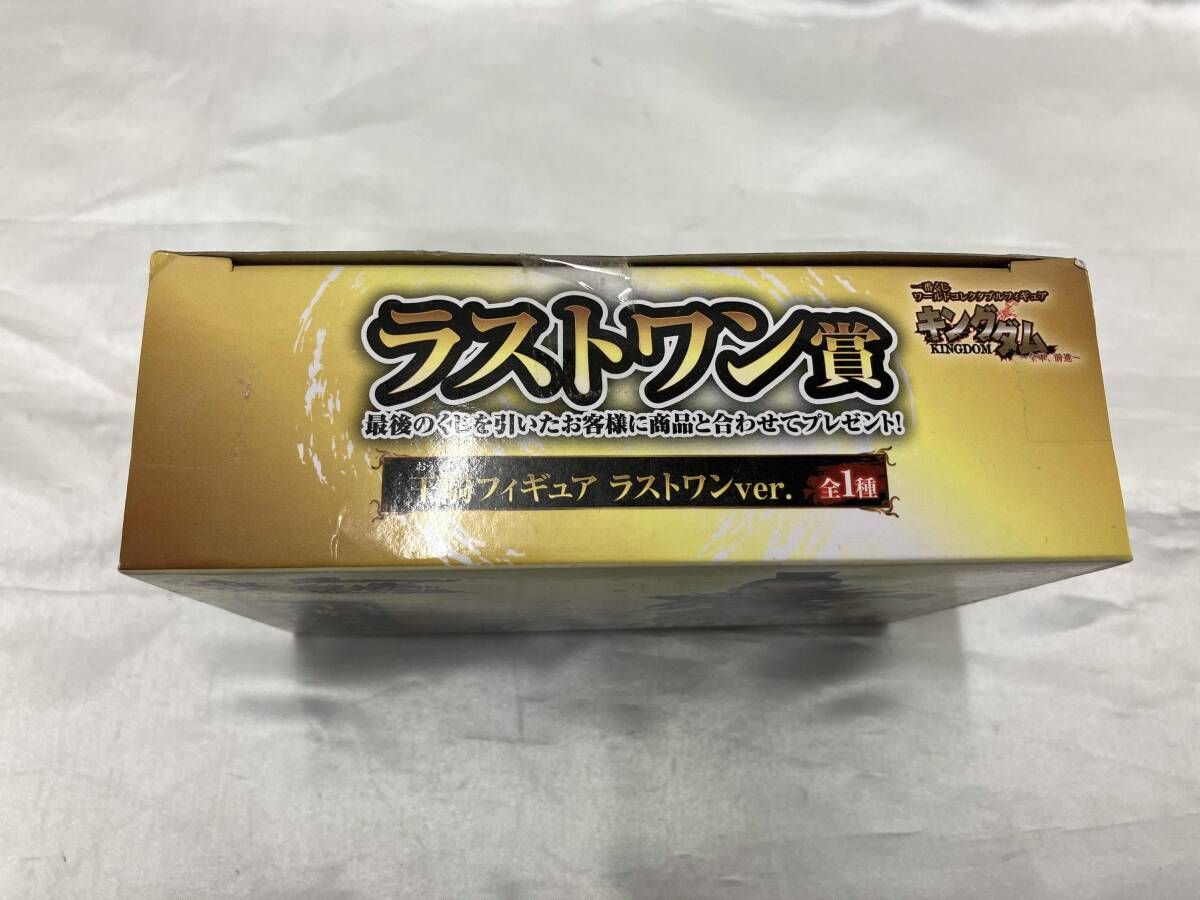 一番くじ
ワールドコレクタブルフィギュア
キングダム
KINGDOM
ラストワン賞
最後のくじを引いたお客様に商品と合わせてプレゼント!
フィギュア ラストワンver.
全1種